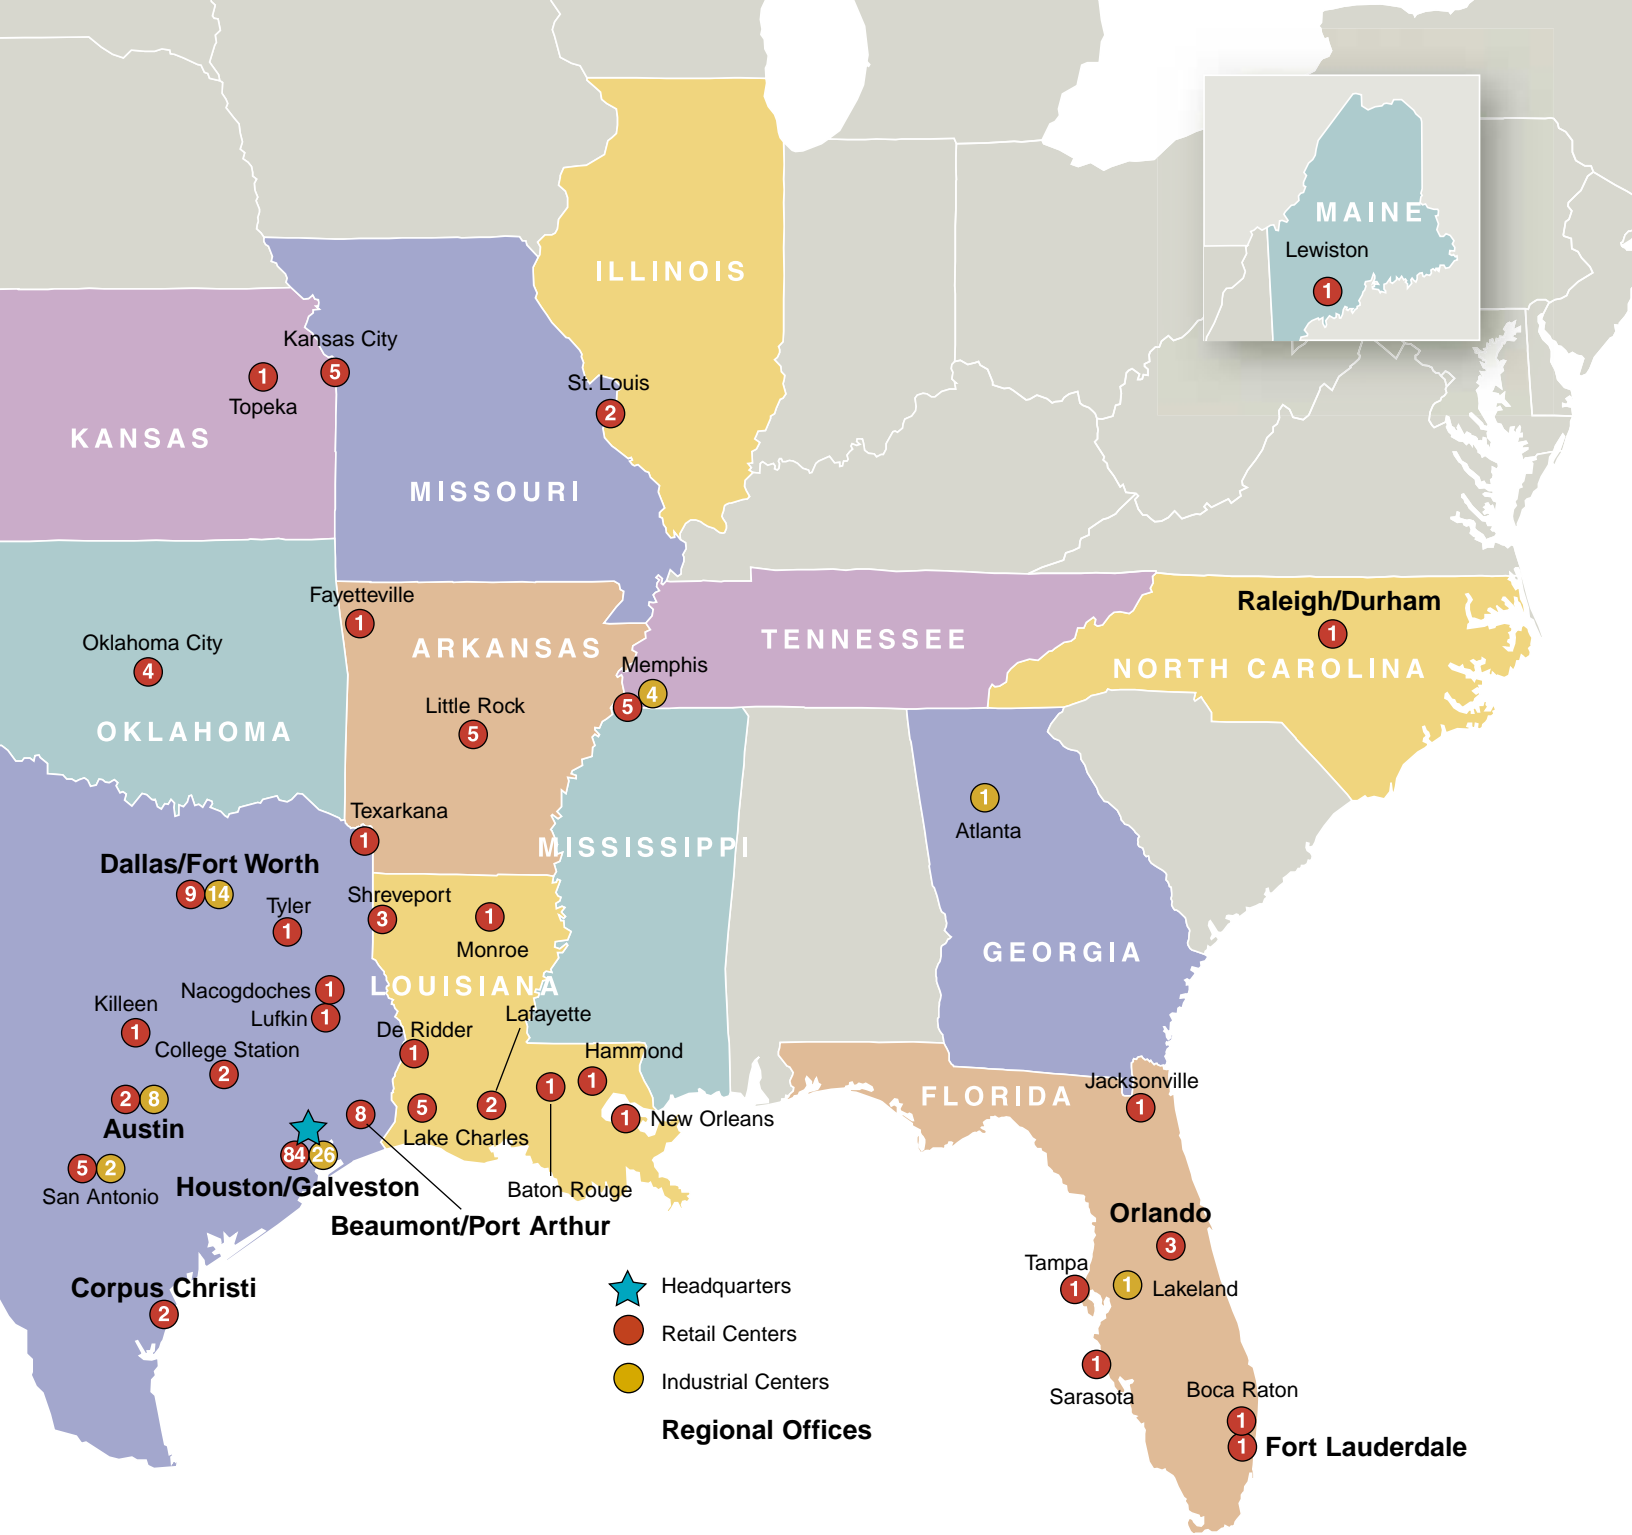 MAINE
Lewiston
1
ILLINOIS
Kansas City
5
1
Topeka
St. Louis
2
KANSAS
MISSOURI
Fayetteville
1
ARKANSAS
Raleigh/Durham
1
TENNESSEE
NORTH CAROLINA
Oklahoma City
4
Memphis
4
5
Little Rock
5
OKLAHOMA
1
Atlanta
Texarkana
1
MISSISSIPPI
Dallas/Fort Worth
9 14
Tyler
1
Shreveport
3
1
Monroe
GEORGIA
LOUISIANA
Nacogdoches 1
Lufkin 1
Killeen
1
Lafayette
2
De Ridder
1
College Station
2
Hammond
1
1
Baton Rouge
FLORIDA
Jacksonville
1
2 8
Austin
8
Beaumont/Port Arthur
5
Lake Charles
1 New Orleans
84 26
Houston/Galveston
5 2
San Antonio
Orlando
3
Tampa
1
1 Lakeland
Corpus Christi
2
1
Sarasota
Boca Raton
1
1 Fort Lauderdale
Headquarters
Retail Centers
Industrial Centers
Regional Offices